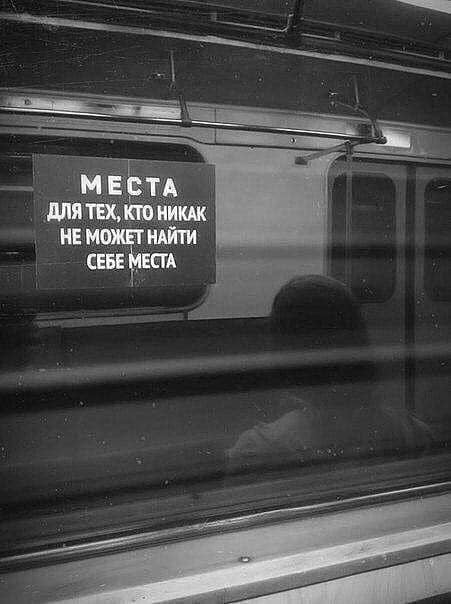 МЕСТА
ДЛЯ ТЕХ, КТО НИКАК
НЕ МОЖЕТ НАЙТИ
СЕБЕ МЕСТА